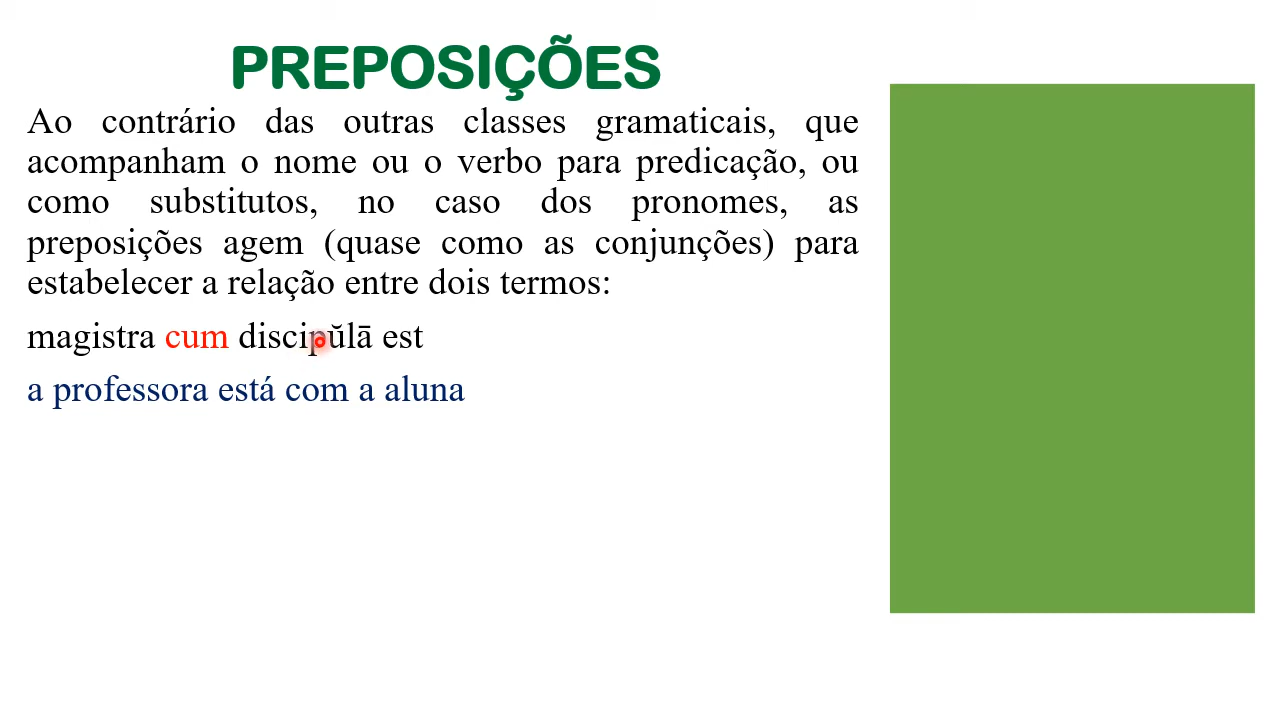 PREPOSIÇÕES
Ao contrário das outras classes gramaticais, que
acompanham o nome ou o verbo para predicação, ou
como substitutos, no caso dos pronomes, as
preposições agem (quase como as conjunções) para
estabelecer a relação entre dois termos:
magistra cum discipŭlā est
a professora está com a aluna